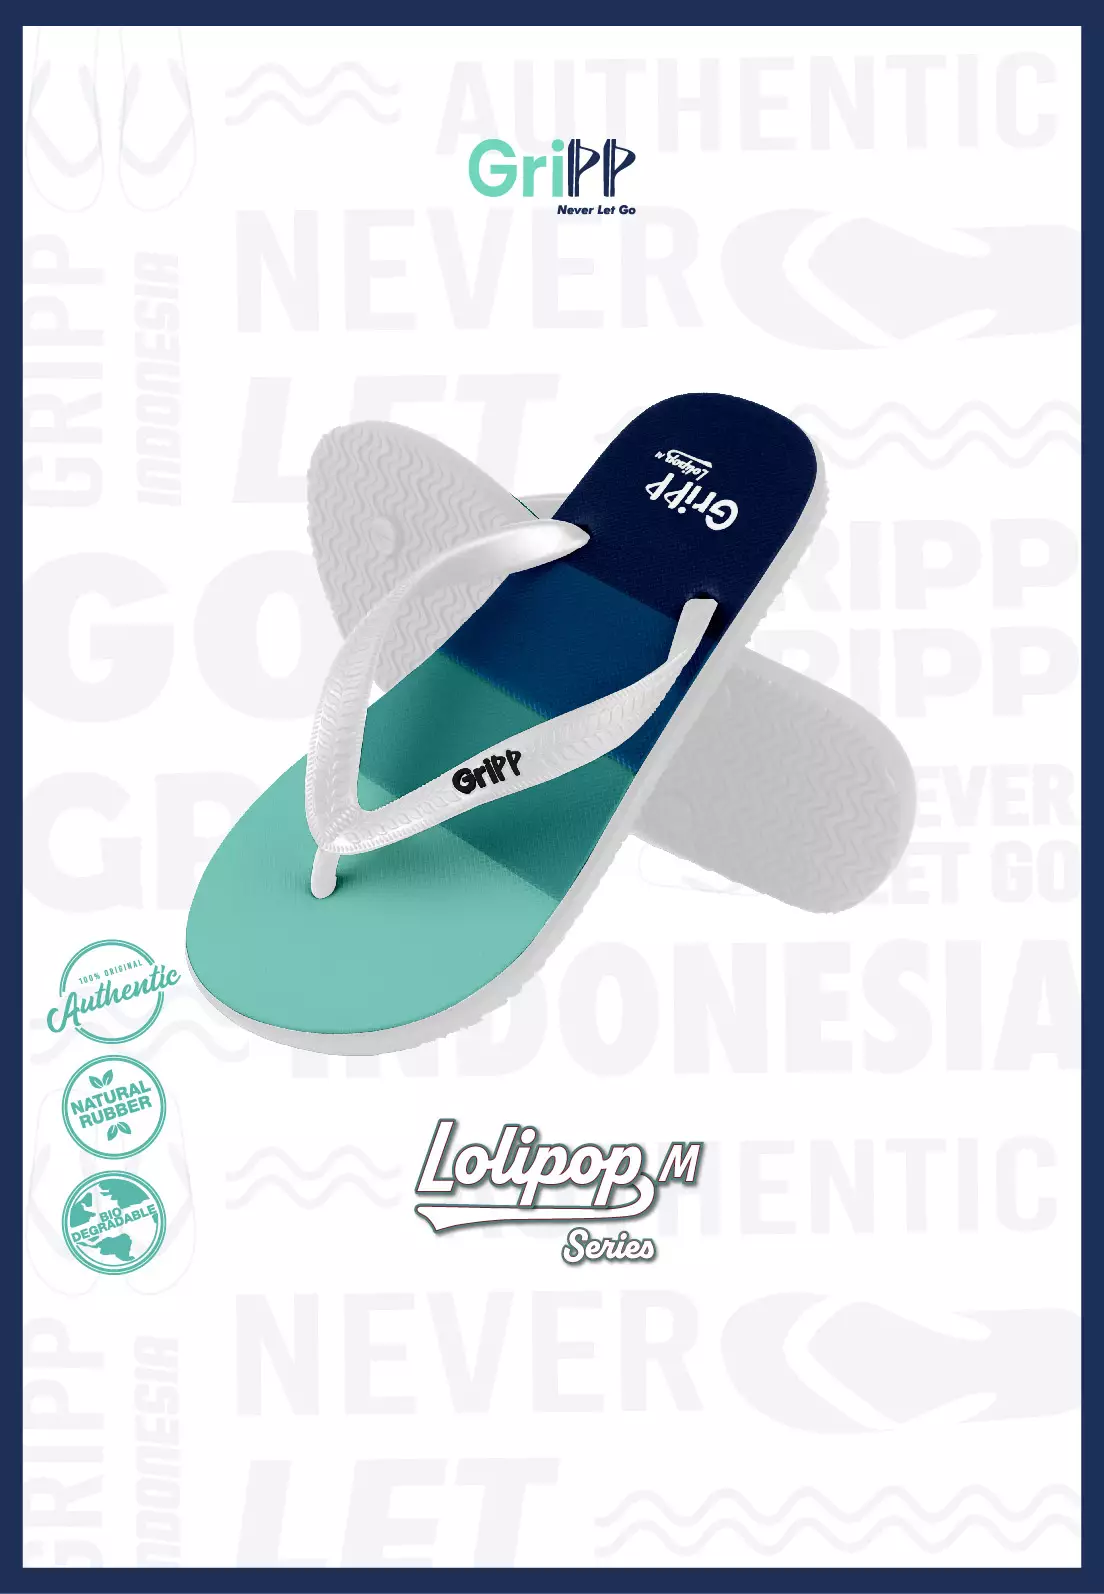 AUTHENTIC
GriPP
Never Let Go
NEVER
GRIPP
INDONESIA
LET
Lolipop M
GriPP
GRIPP
GO
GRIPP
GriPP
NEVER
LET GO
100% ORIGINAL
Authentic
INDONESIA
NATURAL
RUBBER
Lolipop M
Series
AUTHENTIC
BIO
DEGRADABLE
NEVER
GRIPP
INDONESIA
LET